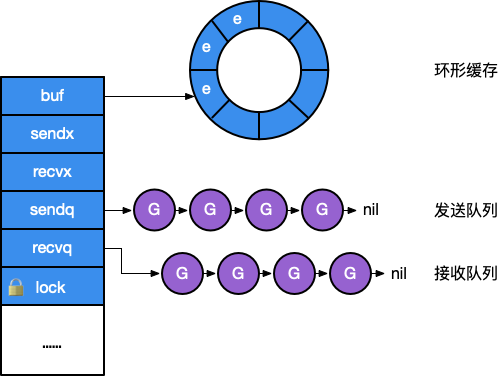 e
e
e
环形缓存
buf
sendx
recvx
sendq
G
G
G
G
nil
发送队列
recvq
G
G
G
G
nil
接收队列
lock
......